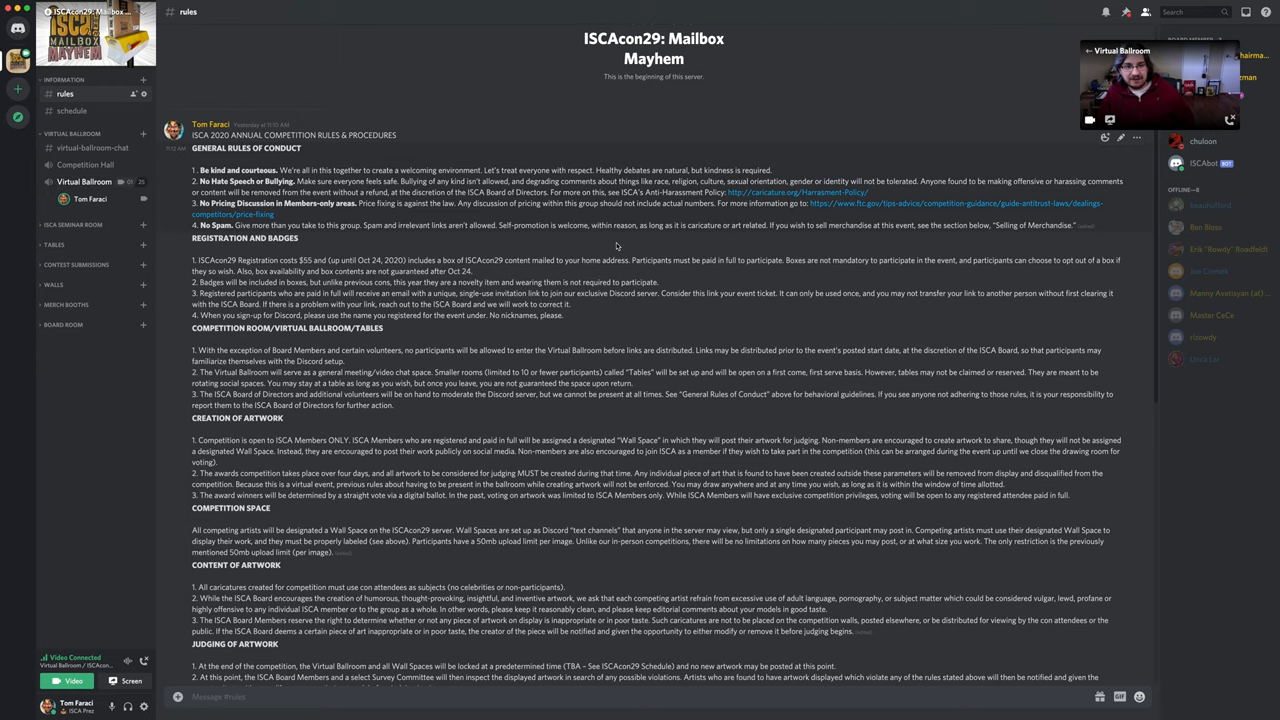 ISCAcon29: Mailbox ...
ISCA
MAILBOX
MAYHEM
INFORMATION
# rules
# schedule
VIRTUAL BALLROOM
# virtual-ballroom-chat
Competition Hall
Virtual Ballroom 01 25
Tom Faraci
ISCA SEMINAR ROOM
TABLES
CONTEST SUBMISSIONS
WALLS
MERCH BOOTHS
BOARD ROOM
Video Connected
Virtual Ballroom / ISCAcon...
Video
Screen
Tom Faraci
ISCA Prez
# rules
Search
ISCAcon29: Mailbox
Mayhem
This is the beginning of this server.
Tom Faraci Yesterday at 11:10 AM
ISCA 2020 ANNUAL COMPETITION RULES & PROCEDURES
11:12 AM GENERAL RULES OF CONDUCT
1. Be kind and courteous. We're all in this together to create a welcoming environment. Let's treat everyone with respect. Healthy debates are natural, but kindness is required.
2. No Hate Speech or Bullying. Make sure everyone feels safe. Bullying of any kind isn't allowed, and degrading comments about things like race, religion, culture, sexual orientation, gender or identity will not be tolerated. Anyone found to be making offensive or harassing comments
or content will be removed from the event without a refund, at the discretion of the ISCA Board of Directors. For more on this, see ISCA's Anti-Harassment Policy: http://caricature.org/Harrasment-Policy/
3. No Pricing Discussion in Members-only areas. Price fixing is against the law. Any discussion of pricing within this group should not include actual numbers. For more information go to: https://www.ftc.gov/tips-advice/competition-guidance/guide-antitrust-laws/dealings-
competitors/price-fixing
4. No Spam. Give more than you take to this group. Spam and irrelevant links aren't allowed. Self-promotion is welcome, within reason, as long as it is caricature or art related. If you wish to sell merchandise at this event, see the section below, "Selling of Merchandise." (edited)
REGISTRATION AND BADGES
1. ISCAcon29 Registration costs $55 and (up until Oct 24, 2020) includes a box of ISCAcon29 content mailed to your home address. Participants must be paid in full to participate. Boxes are not mandatory to participate in the event, and participants can choose to opt out of a box if
they so wish. Also, box availability and box contents are not guaranteed after Oct 24.
2. Badges will be included in boxes, but unlike previous cons, this year they are a novelty item and wearing them is not required to participate.
3. Registered participants who are paid in full will receive an email with a unique, single-use invitation link to join our exclusive Discord server. Consider this link your event ticket. It can only be used once, and you may not transfer your link to another person without first clearing it
with the ISCA Board. If there is a problem with your link, reach out to the ISCA Board and we will work to correct it.
4. When you sign-up for Discord, please use the name you registered for the event under. No nicknames, please.
COMPETITION ROOM/VIRTUAL BALLROOM/TABLES
1. With the exception of Board Members and certain volunteers, no participants will be allowed to enter the Virtual Ballroom before links are distributed. Links may be distributed prior to the event's posted start date, at the discretion of the ISCA Board, so that participants may
familiarize themselves with the Discord setup.
2. The Virtual Ballroom will serve as a general meeting/video chat space. Smaller rooms (limited to 10 or fewer participants) called "Tables" will be set up and will be open on a first come, first serve basis. However, tables may not be claimed or reserved. They are meant to be
rotating social spaces. You may stay at a table as long as you wish, but once you leave, you are not guaranteed the space upon return.
3. The ISCA Board of Directors and additional volunteers will be on hand to moderate the Discord server, but we cannot be present at all times. See "General Rules of Conduct" above for behavioral guidelines. If you see anyone not adhering to those rules, it is your responsibility to
report them to the ISCA Board of Directors for further action.
CREATION OF ARTWORK
1. Competition is open to ISCA Members ONLY. ISCA Members who are registered and paid in full will be assigned a designated "Wall Space" in which they will post their artwork for judging. Non-members are encouraged to create artwork to share, though they will not be assigned
a designated Wall Space. Instead, they are encouraged to post their work publicly on social media. Non-members are also encouraged to join ISCA as a member if they wish to take part in the competition (this can be arranged during the event up until we close the drawing room for
voting).
2. The awards competition takes place over four days, and all artwork to be considered for judging MUST be created during that time. Any individual piece of art that is found to have been created outside these parameters will be removed from display and disqualified from the
competition. Because this is a virtual event, previous rules about having to be present in the ballroom while creating artwork will not be enforced. You may draw anywhere and at any time you wish, as long as it is within the window of time allotted.
3. The award winners will be determined by a straight vote via a digital ballot. In the past, voting on artwork was limited to ISCA Members only. While ISCA Members will have exclusive competition privileges, voting will be open to any registered attendee paid in full.
COMPETITION SPACE
All competing artists will be designated a Wall Space on the ISCAcon29 server. Wall Spaces are set up as Discord "text channels" that anyone in the server may view, but only a single designated participant may post in. Competing artists must use their designated Wall Space to
display their work, and they must be properly labeled (see above). Participants have a 50mb upload limit per image. Unlike our in-person competitions, there will be no limitations on how many pieces you may post, or at what size you work. The only restriction is the previously
mentioned 50mb upload limit (per image). (edited)
CONTENT OF ARTWORK
1. All caricatures created for competition must use con attendees as subjects (no celebrities or non-participants).
2. While the ISCA Board encourages the creation of humorous, thought-provoking, insightful, and inventive artwork, we ask that each competing artist refrain from excessive use of adult language, pornography, or subject matter which could be considered vulgar, lewd, profane or
highly offensive to any individual ISCA member or to the group as a whole. In other words, please keep it reasonably clean, and please keep editorial comments about your models in good taste.
3. The ISCA Board Members reserve the right to determine whether or not any piece of artwork on display is inappropriate or in poor taste. Such caricatures are not to be placed on the competition walls, posted elsewhere, or be distributed for viewing by the con attendees or the
public. If the ISCA Board deems a certain piece of art inappropriate or in poor taste, the creator of the piece will be notified and given the opportunity to either modify or remove it before judging begins. (edited)
JUDGING OF ARTWORK
1. At the end of the competition, the Virtual Ballroom and all Wall Spaces will be locked at a predetermined time (TBA – See ISCAcon29 Schedule) and no new artwork may be posted at this point.
2. At this point, the ISCA Board Members and a select Survey Committee will then inspect the displayed artwork in search of any possible violations. Artists who are found to have artwork displayed which violate any of the rules stated above will then be notified and given the
Message #rules
GIF
Virtual Ballroom
chuloon
ISCAbot BOT
OFFLINE—8
beauhufford
Ben Bloss
Erik "Rowdy" Roadfeldt
Manny Avetisyan (at) ...
Master CeCe
rizowdy